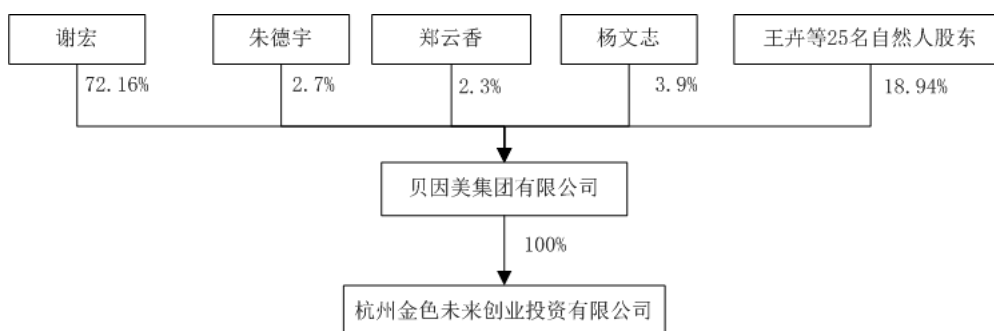 谢宏
朱德宇
郑云香
杨文志
王卉等25名自然人股东
72.16%
2.7%
2.3%
3.9%
18.94%
贝因美集团有限公司
100%
杭州金色未来创业投资有限公司